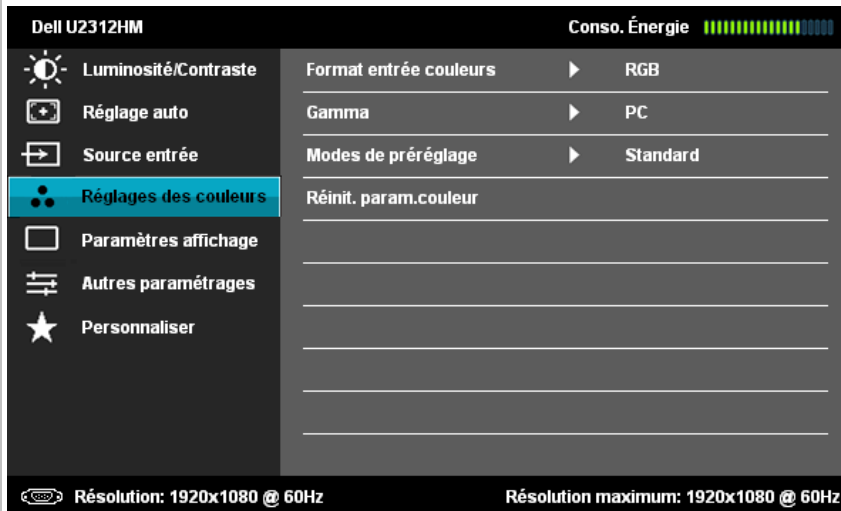 Dell U2312HM Conso. Énergie
Luminosité/Contraste Format entrée couleurs RGB
Réglage auto Gamma PC
Source entrée Modes de préréglage Standard
Réglages des couleurs Réinit. param.couleur
Paramètres affichage
Autres paramétrages
Personnaliser
Résolution: 1920x1080 @ 60Hz Résolution maximum: 1920x1080 @ 60Hz